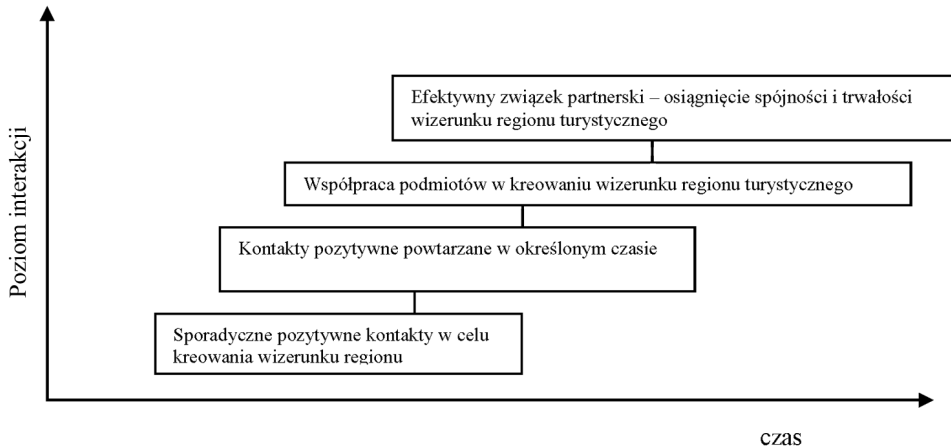 Poziom interakcji
Efektywny związek partnerski – osiągnięcie spójności i trwałości
wizerunku regionu turystycznego
Współpraca podmiotów w kreowaniu wizerunku regionu turystycznego
Kontakty pozytywne powtarzane w określonym czasie
Sporadyczne pozytywne kontakty w celu
kreowania wizerunku regionu
czas